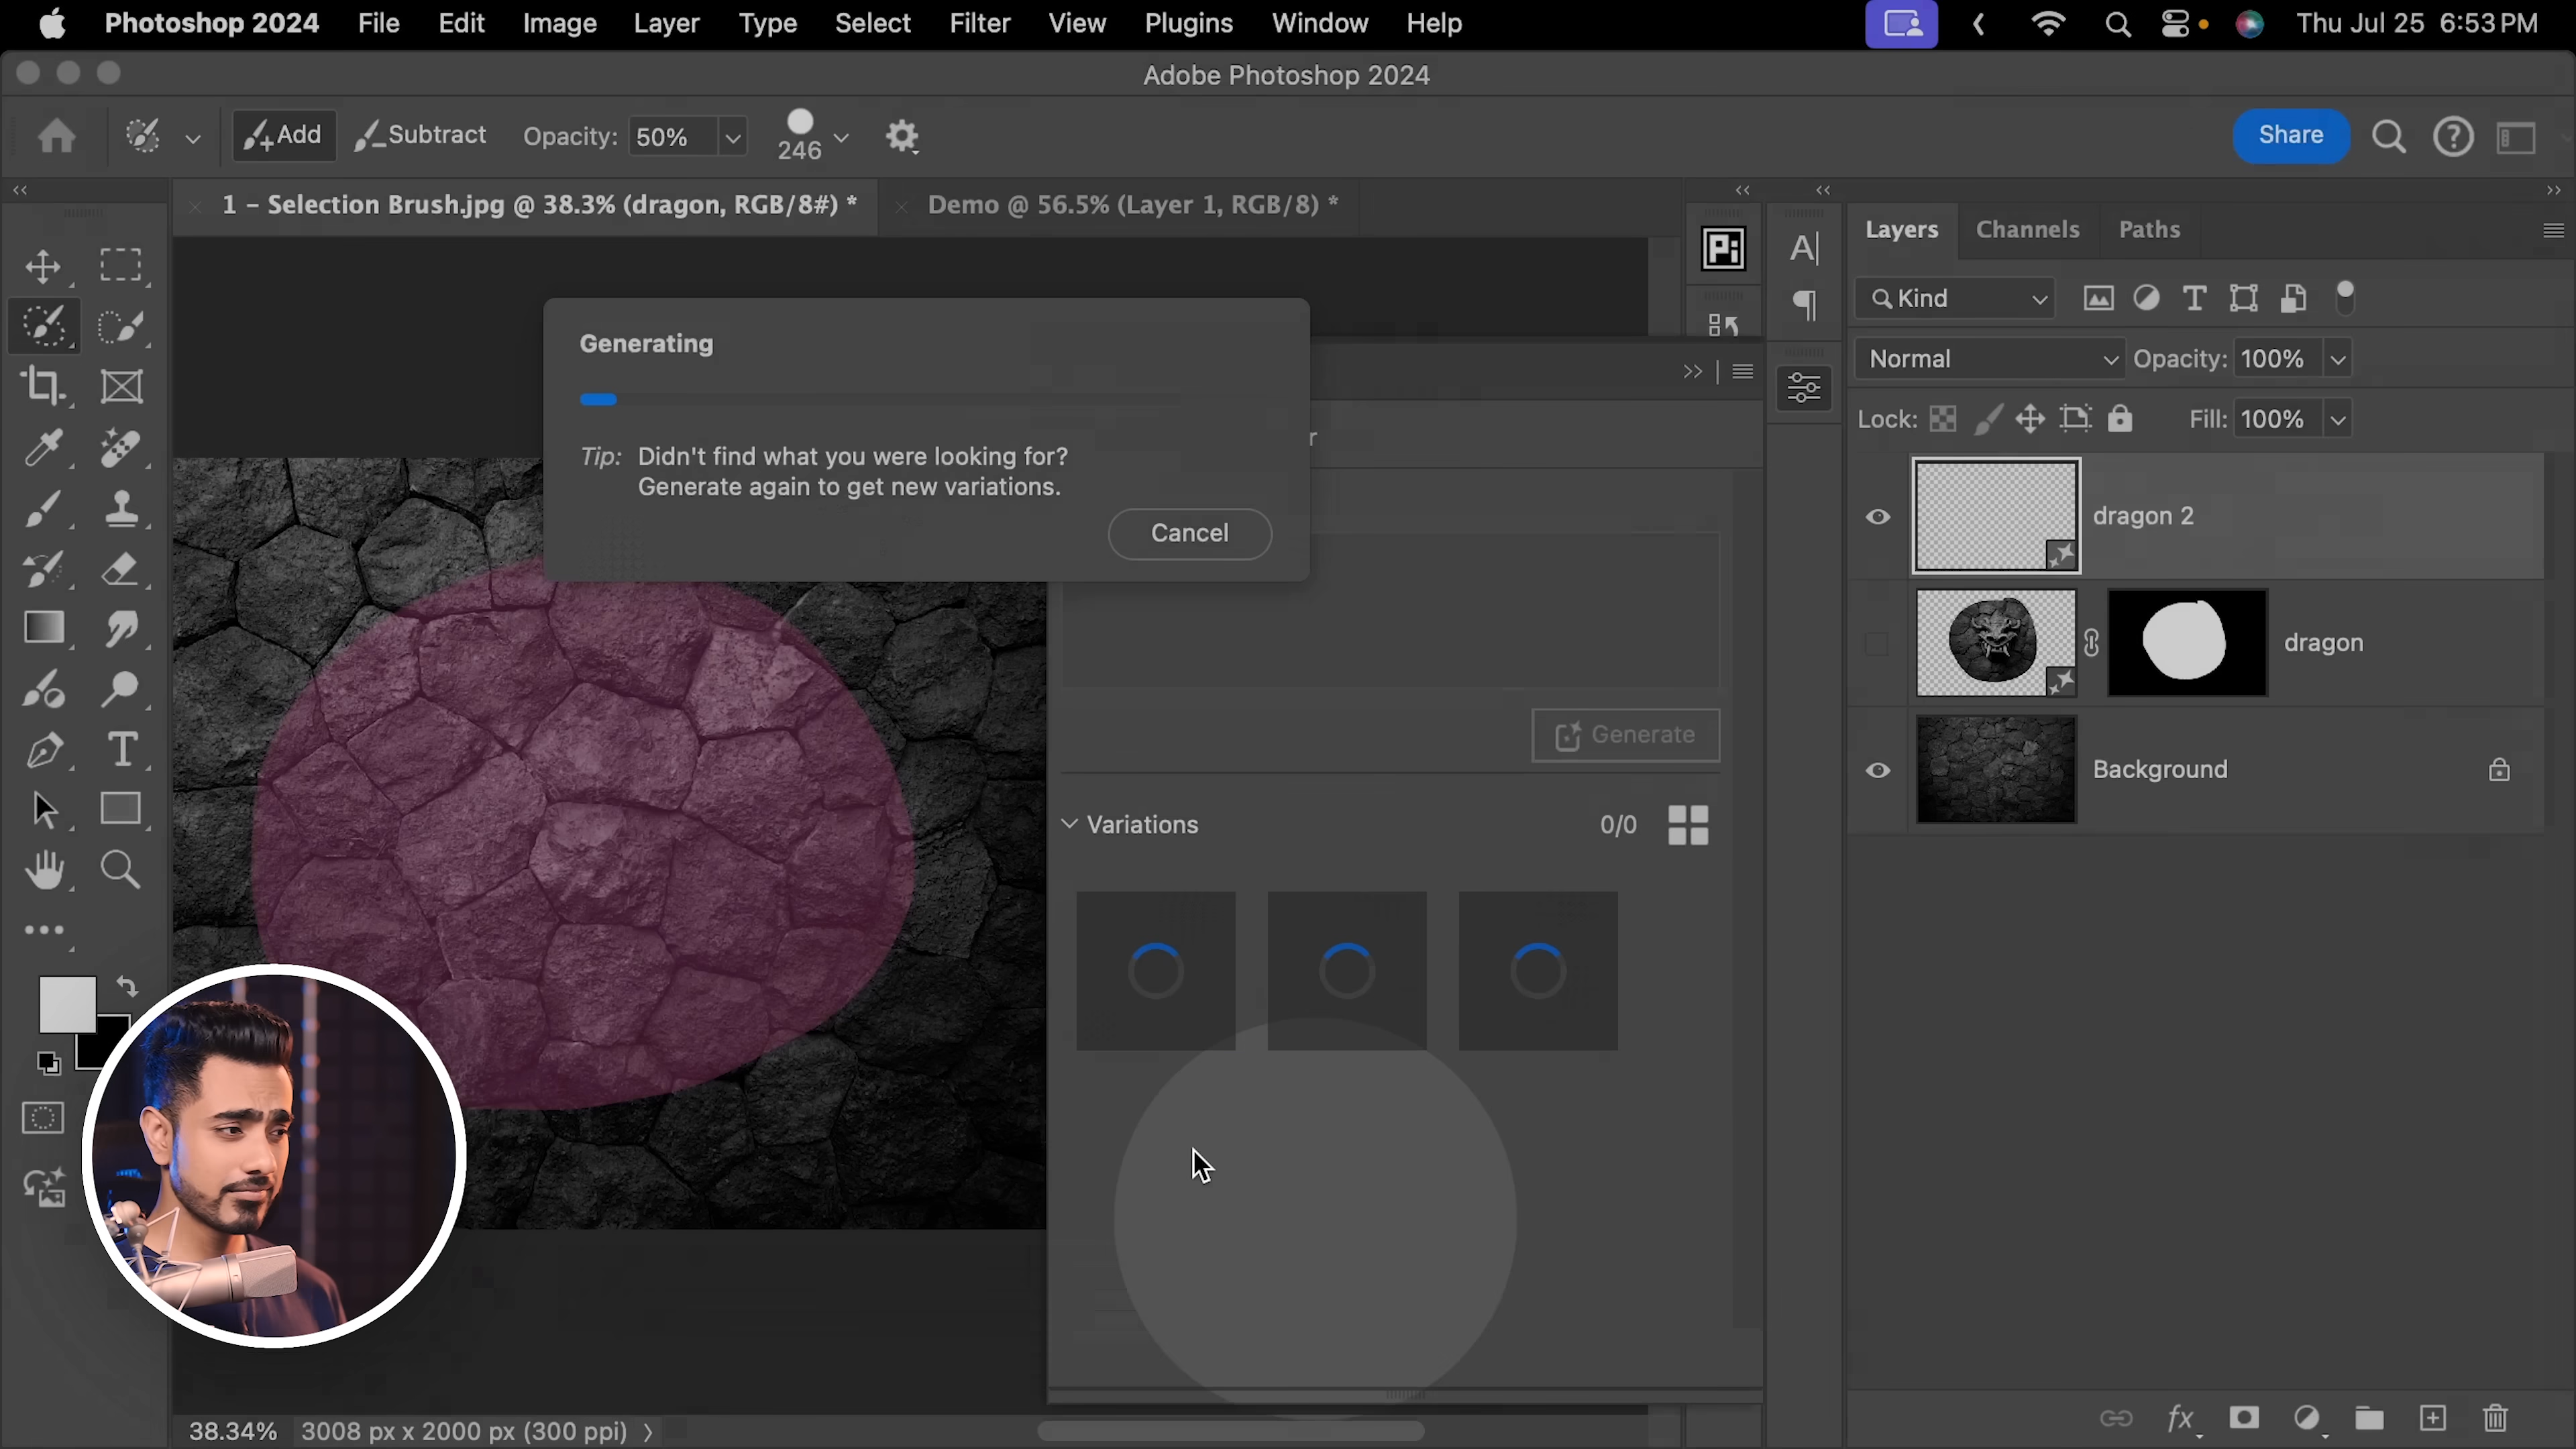 Photoshop 2024 File Edit Image Layer Type Select Filter View Plugins Window Help Thu Jul 25 6:53 PM
Adobe Photoshop 2024
Add Subtract Opacity: 50% 246 Share
1 – Selection Brush.jpg @ 38.3% (dragon, RGB/8#) * Demo @ 56.5% (Layer 1, RGB/8) *
Layers Channels Paths
Pi A|
Kind
Generating
Normal Opacity: 100%
Lock: Fill: 100%
r
Tip: Didn't find what you were looking for?
Generate again to get new variations.
Cancel
dragon 2
dragon
Generate
Background
Variations 0/0
fx
38.34% 3008 px x 2000 px (300 ppi)